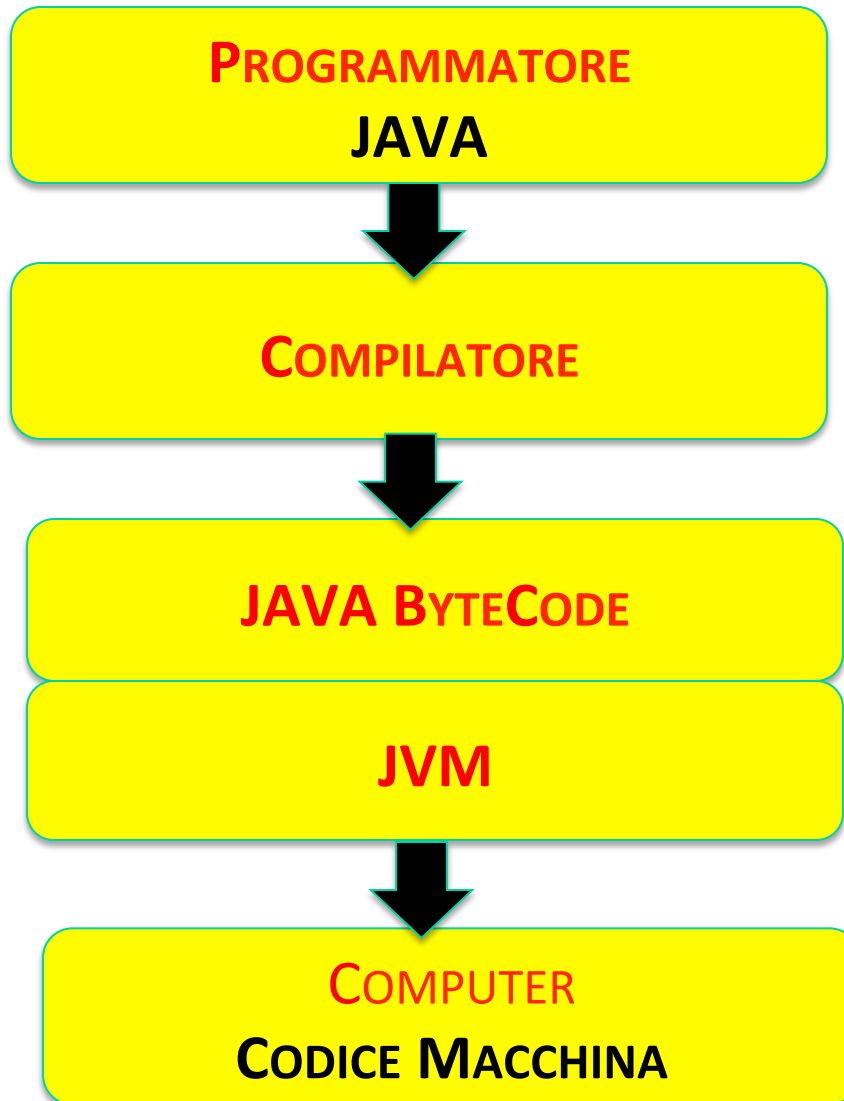 Programmatore
JAVA
Compilatore
JAVA ByteCode
JVM
Computer
Codice Macchina